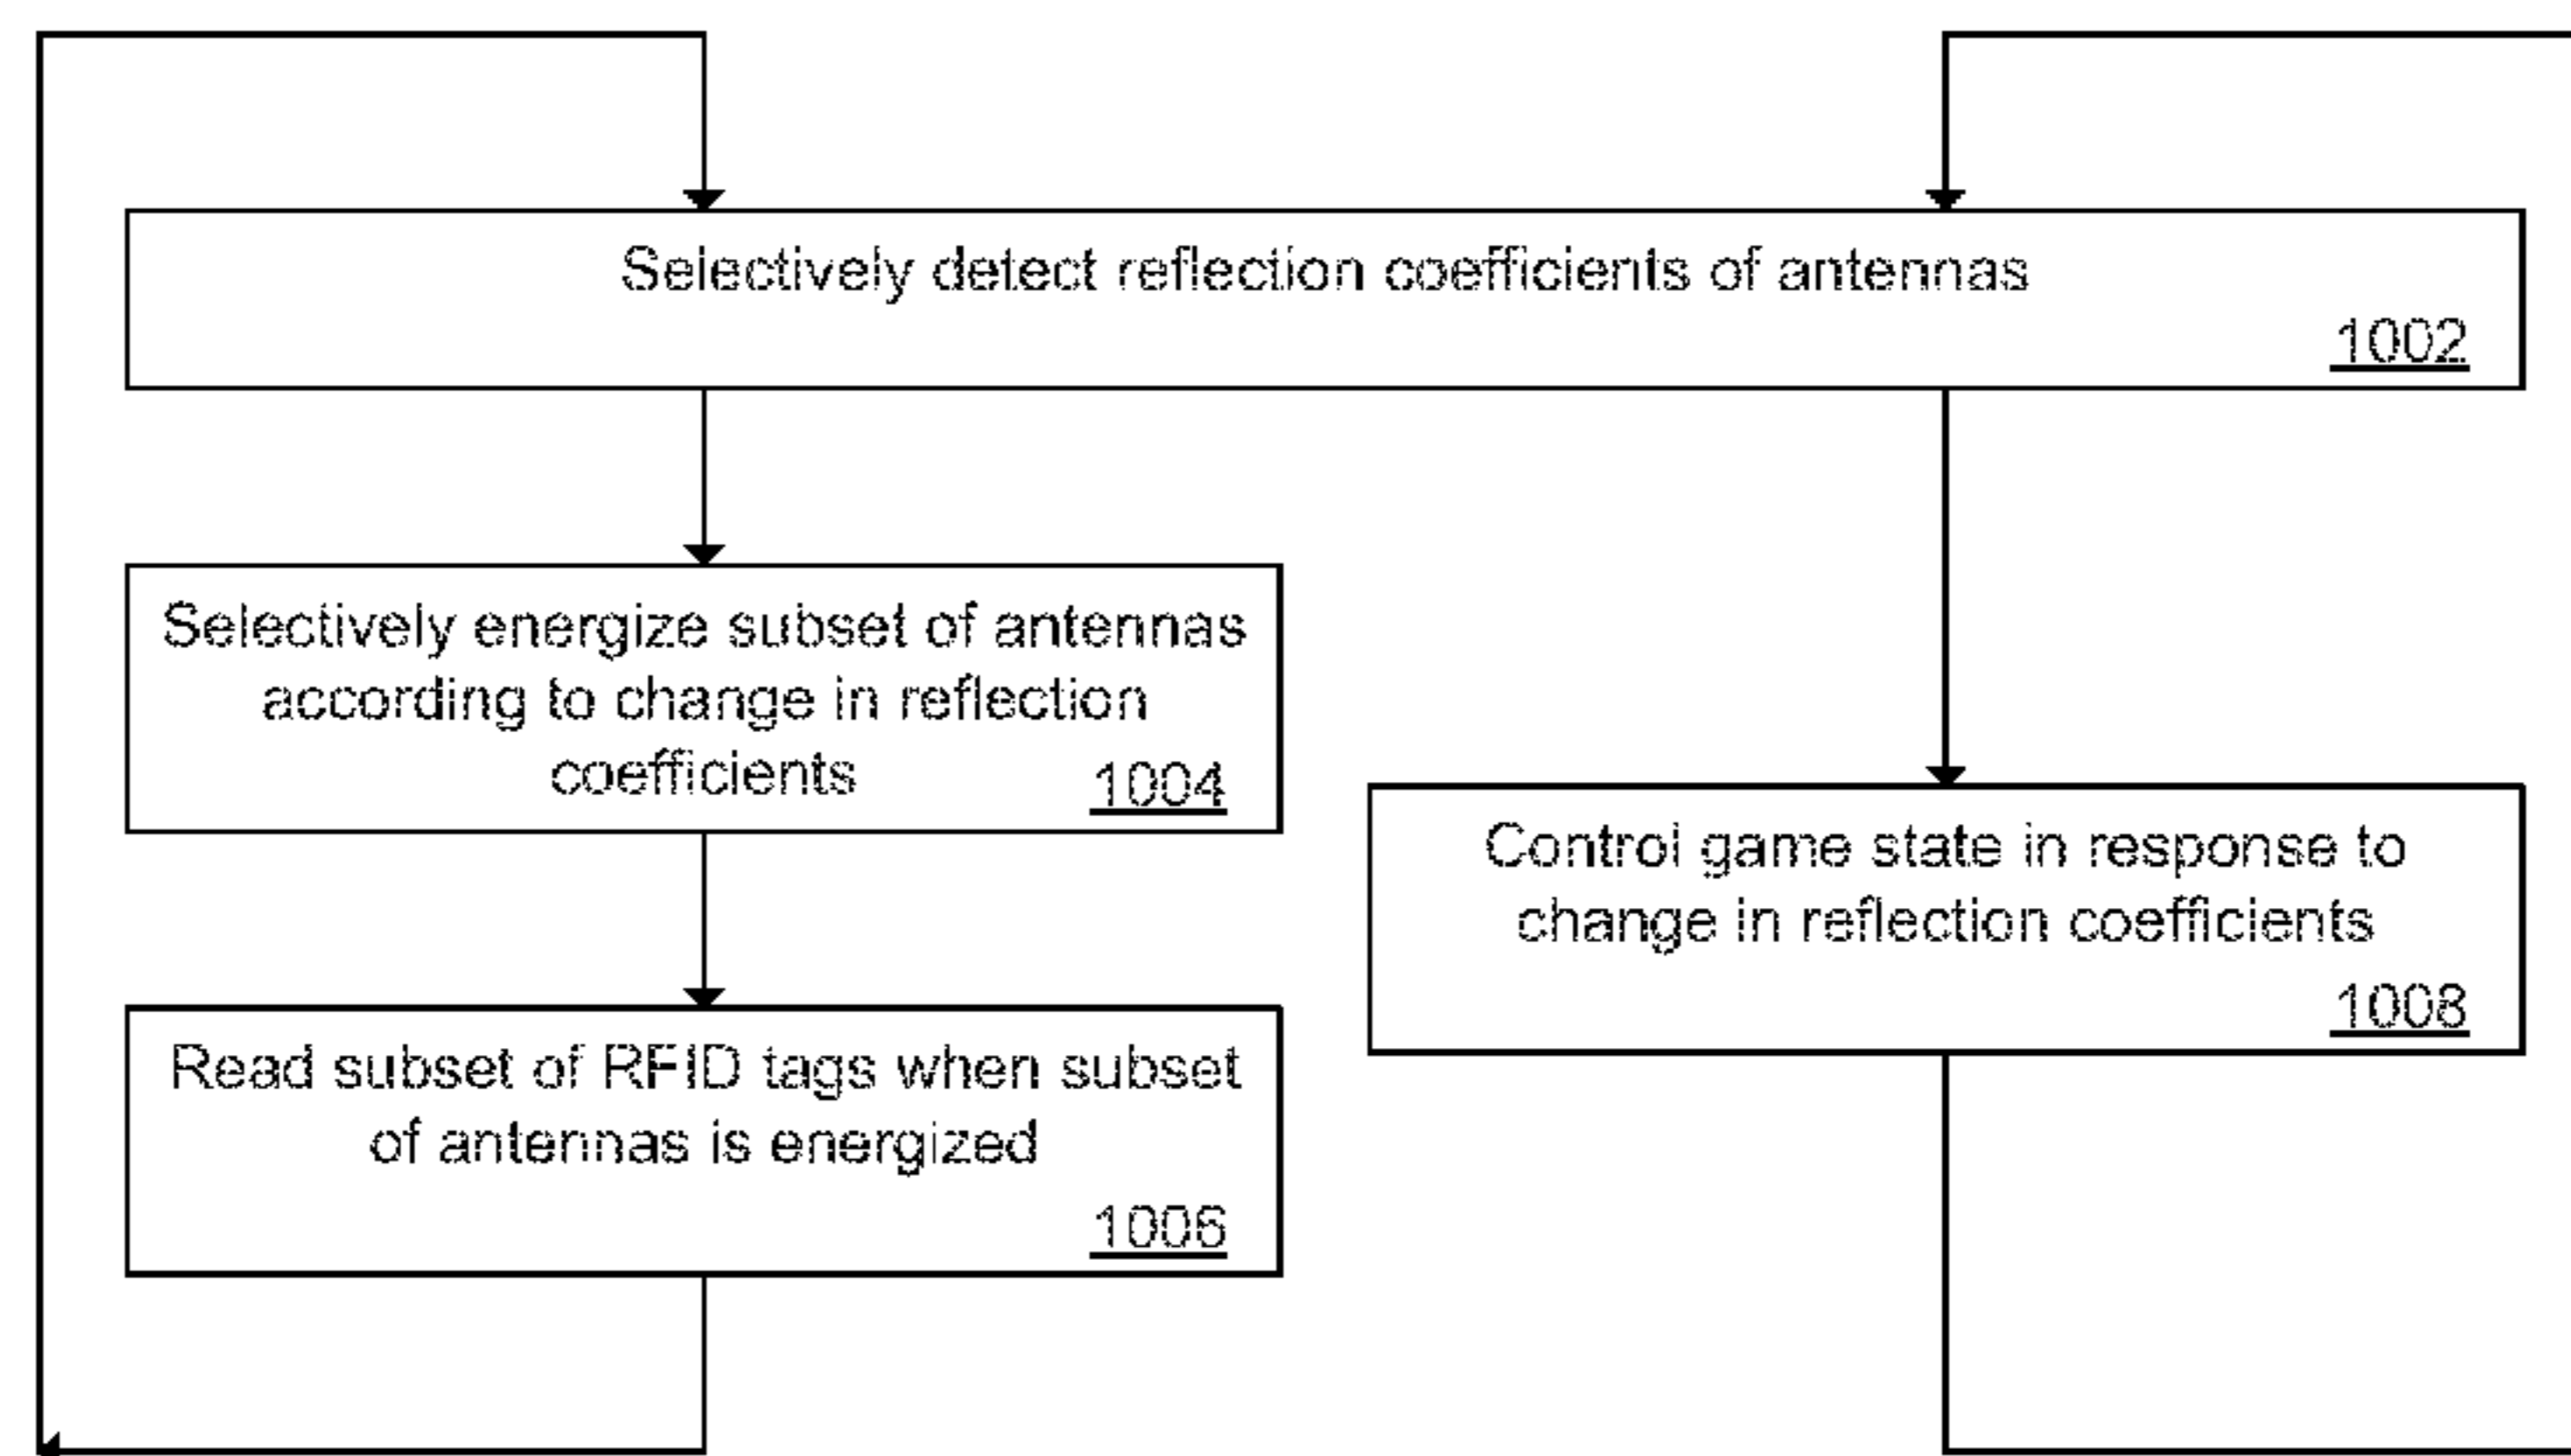 Selectively detect reflection coefficients of antennas
1002
Selectively energize subset of antennas
according to change in reflection
coefficients
1004
Control game state in response to
change in reflection coefficients
1008
Read subset of RFID tags when subset
of antennas is energized
1006